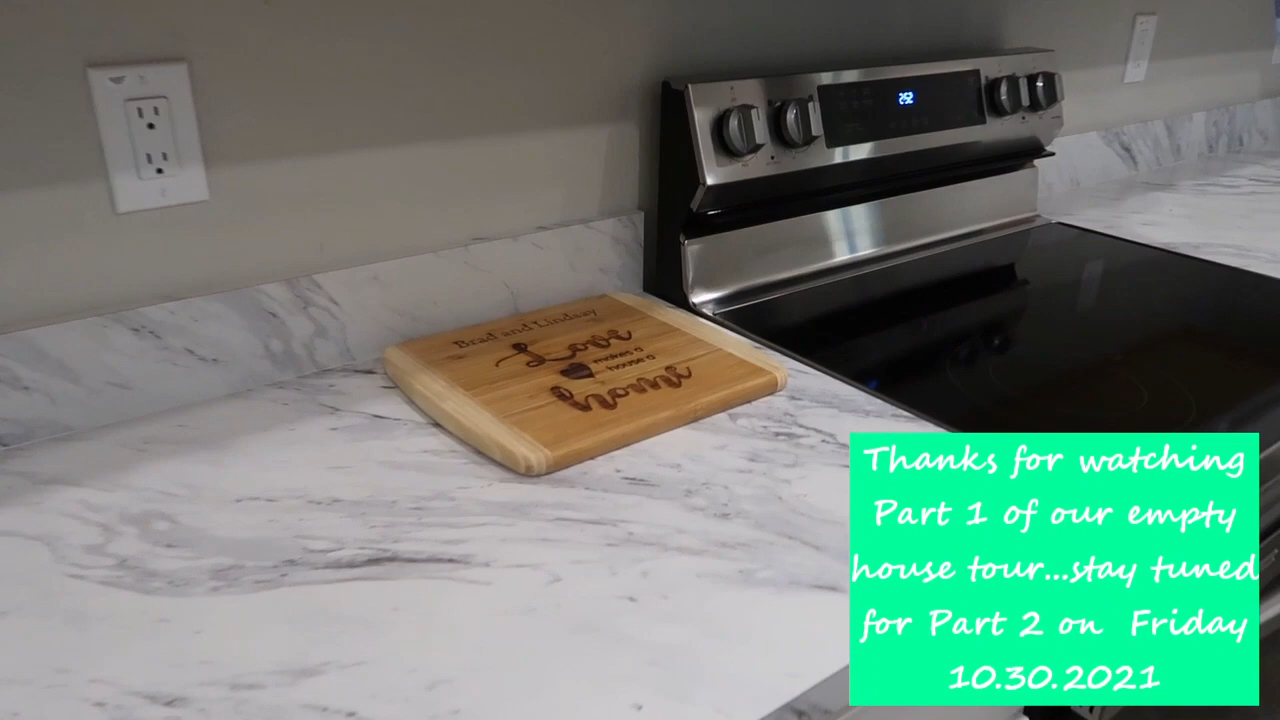 252
Brad and Lindsay
Love
makes a
house a
home
Thanks for watching
Part 1 of our empty
house tour...stay tuned
for Part 2 on Friday
10.30.2021